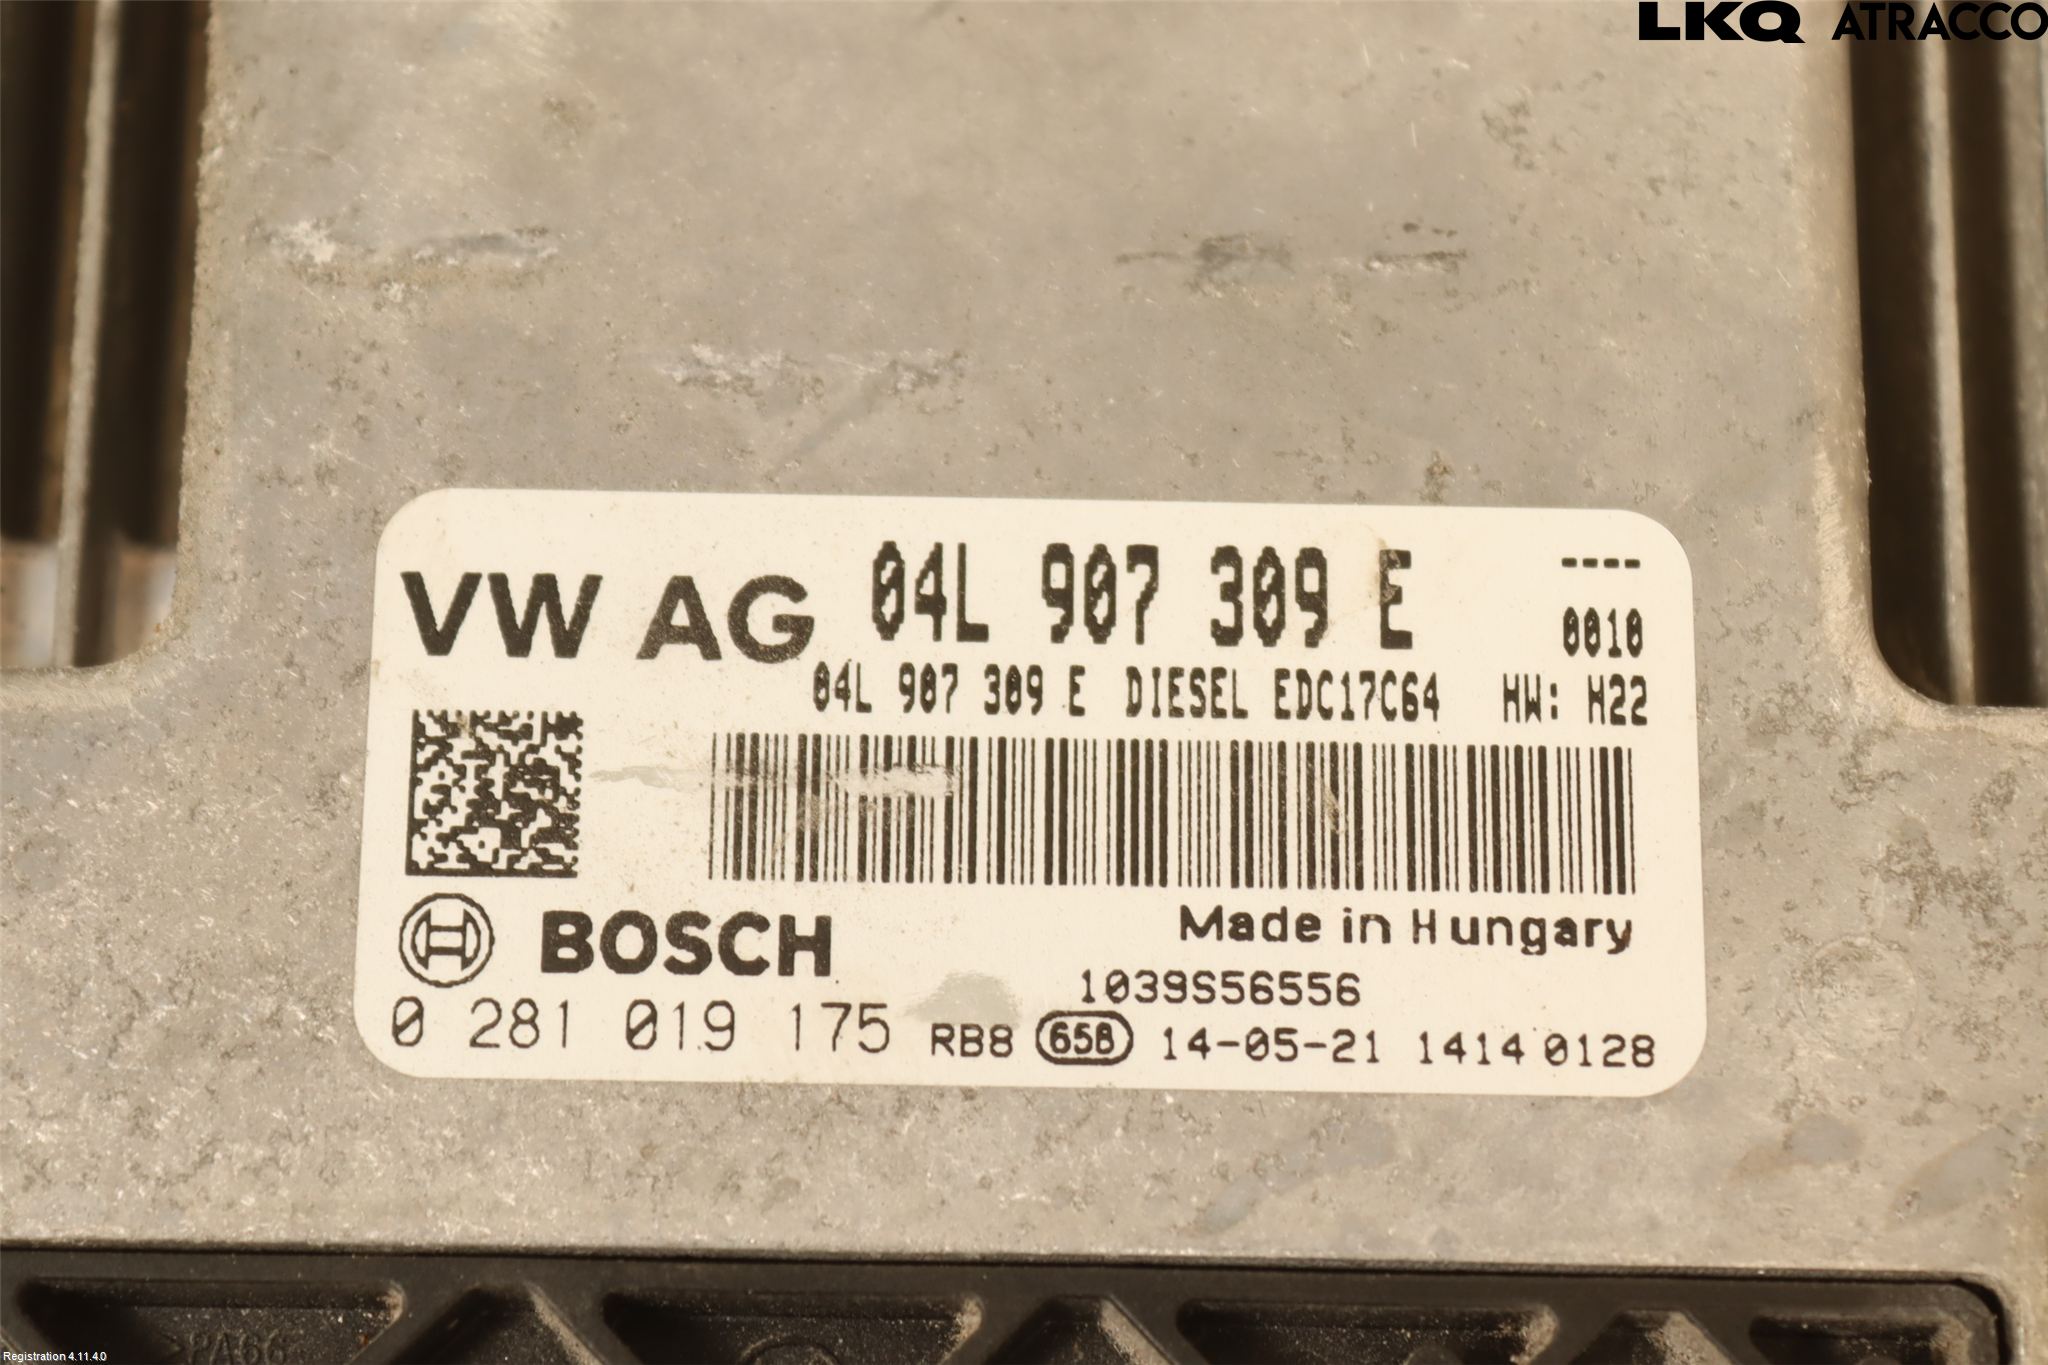 LKQ ATRACCO
VW AG 04L 907 309 E ----
0010
04L 907 309 E DIESEL EDC17C64 HW: H22
BOSCH
Made in Hungary
1039S56556
0 281 019 175 RB8 65B 14-05-21 1414 0128
>PA66
Registration 4.11.4.0